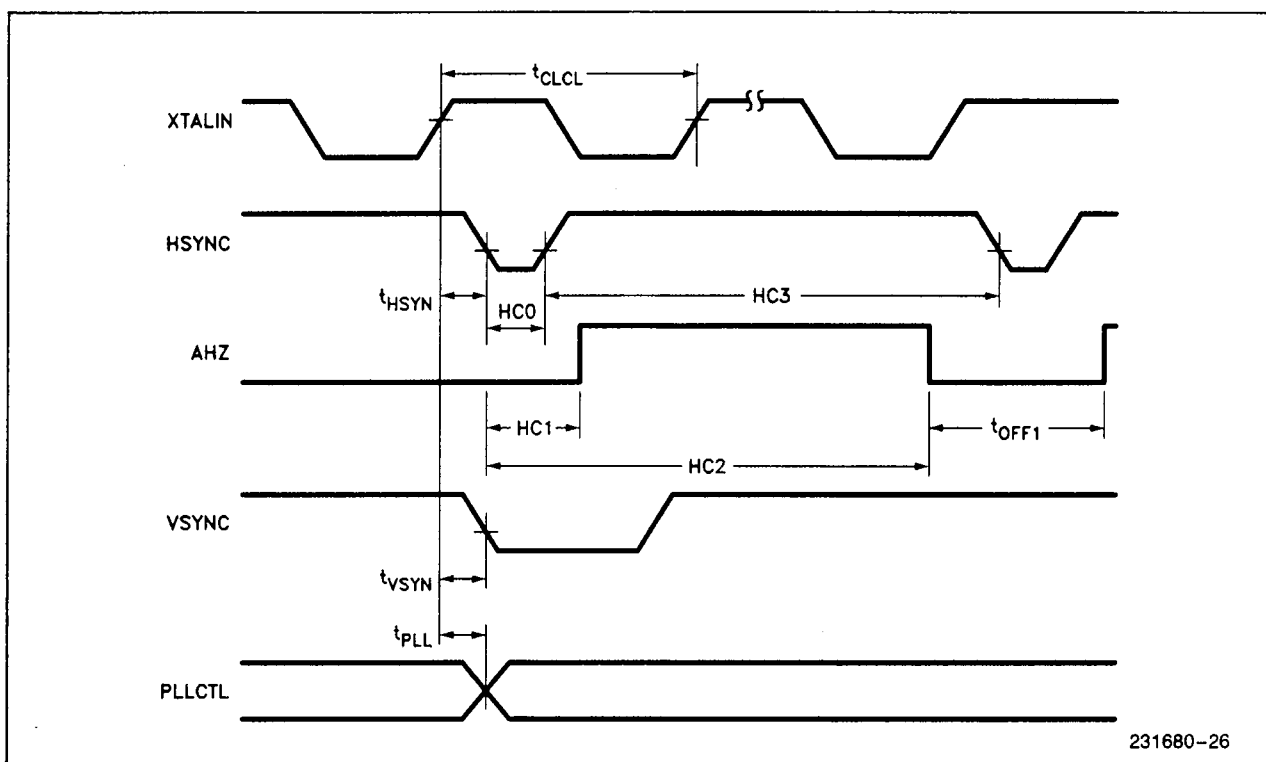 tCLCL
XTALIN
HSYNC
tHSYN
HC0
HC3
AHZ
HC1
tOFF1
HC2
VSYNC
tVSYN
tPLL
PLLCTL
231680-26